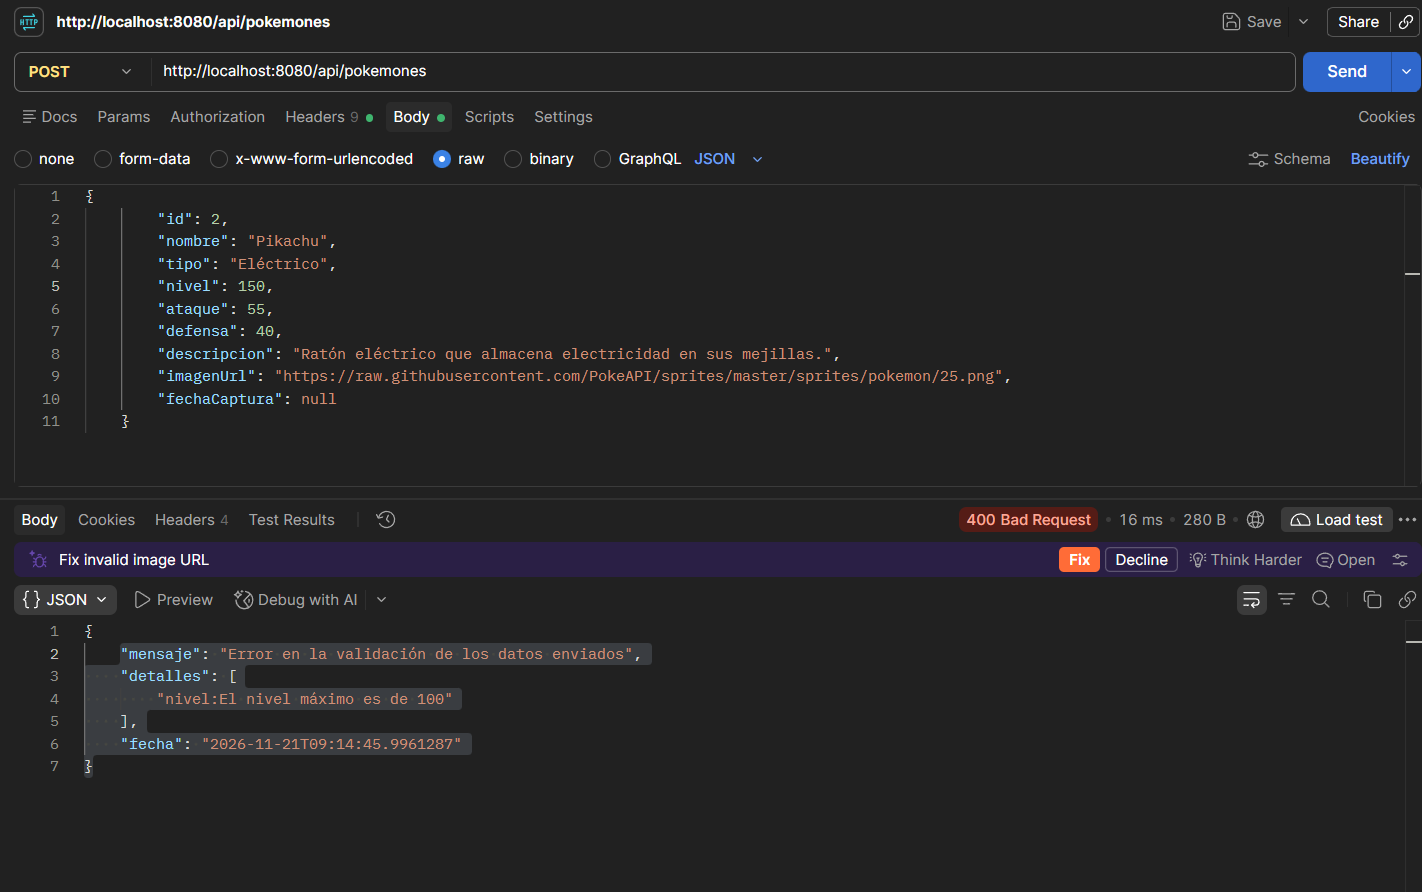 HTTP http://localhost:8080/api/pokemones Save Share
POST http://localhost:8080/api/pokemones Send
Docs Params Authorization Headers 9 Body Scripts Settings Cookies
none form-data x-www-form-urlencoded raw binary GraphQL JSON Schema Beautify
1 {
2 "id": 2,
3 "nombre": "Pikachu",
4 "tipo": "Eléctrico",
5 "nivel": 150,
6 "ataque": 55,
7 "defensa": 40,
8 "descripcion": "Ratón eléctrico que almacena electricidad en sus mejillas.",
9 "imagenUrl": "https://raw.githubusercontent.com/PokeAPI/sprites/master/sprites/pokemon/25.png",
10 "fechaCaptura": null
11 }
Body Cookies Headers 4 Test Results 400 Bad Request • 16 ms • 280 B • Load test
Fix invalid image URL Fix Decline Think Harder Open
{} JSON Preview Debug with AI
1 {
2 "mensaje": "Error en la validación de los datos enviados",
3 "detalles": [
4 "nivel:El nivel máximo es de 100"
5 ],
6 "fecha": "2026-11-21T09:14:45.9961287"
7 }